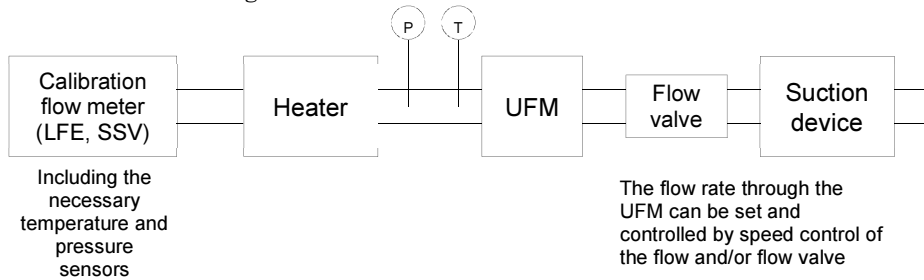 P T
Calibration
flow meter
(LFE, SSV)
Heater
UFM
Flow
valve
Suction
device
Including the
necessary
temperature and
pressure
sensors
The flow rate through the
UFM can be set and
controlled by speed control of
the flow and/or flow valve